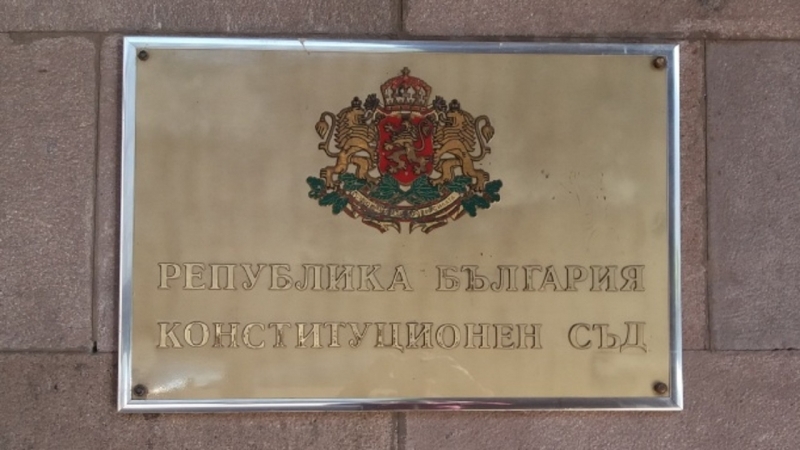 РЕПУБЛИКА БЪЛГАРИЯ
КОНСТИТУЦИОНЕН СЪД